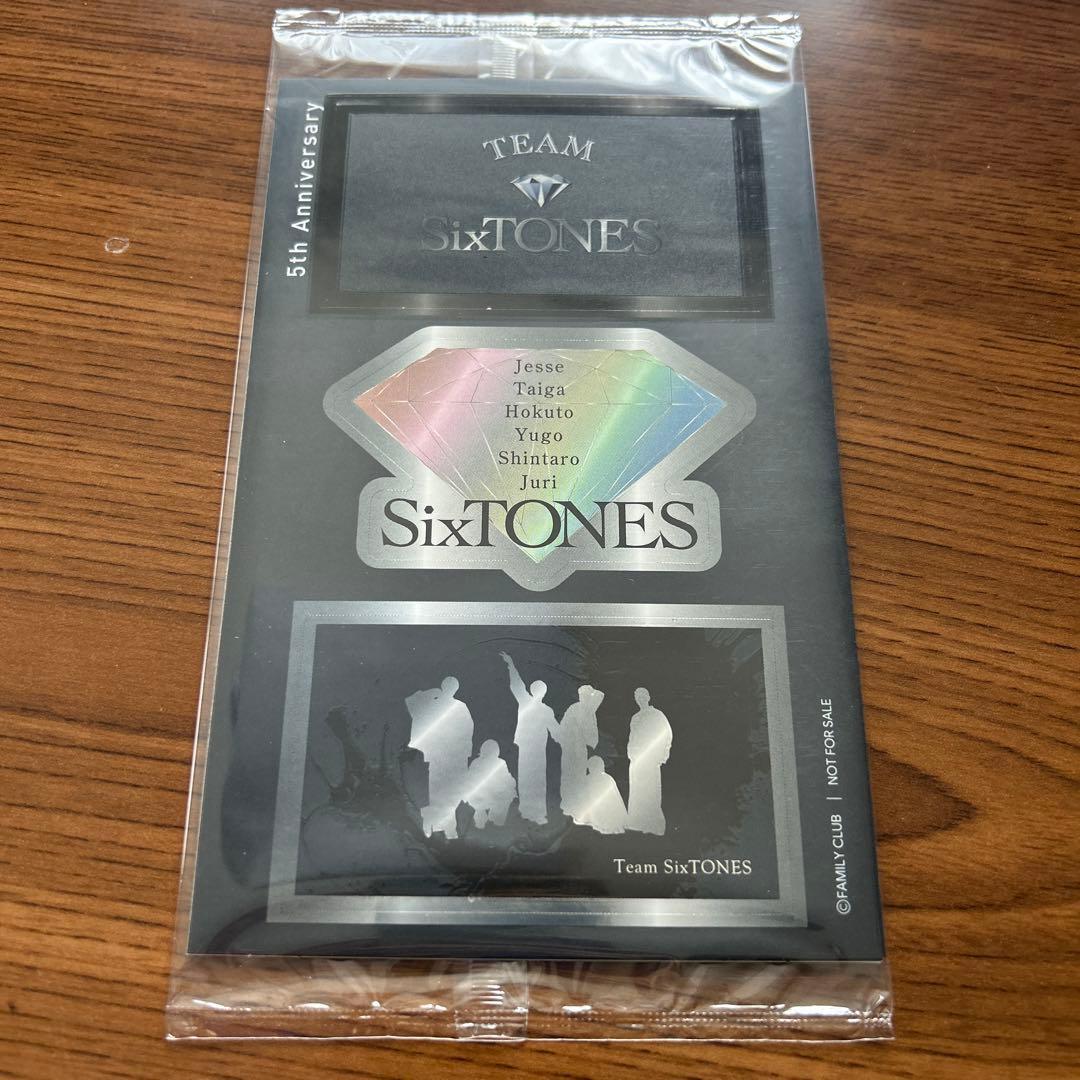 5th Anniversary
TEAM
SixTONES
Jesse
Taiga
Hokuto
Yugo
Shintaro
Juri
SixTONES
Team SixTONES
©FAMILY CLUB | NOT FOR SALE